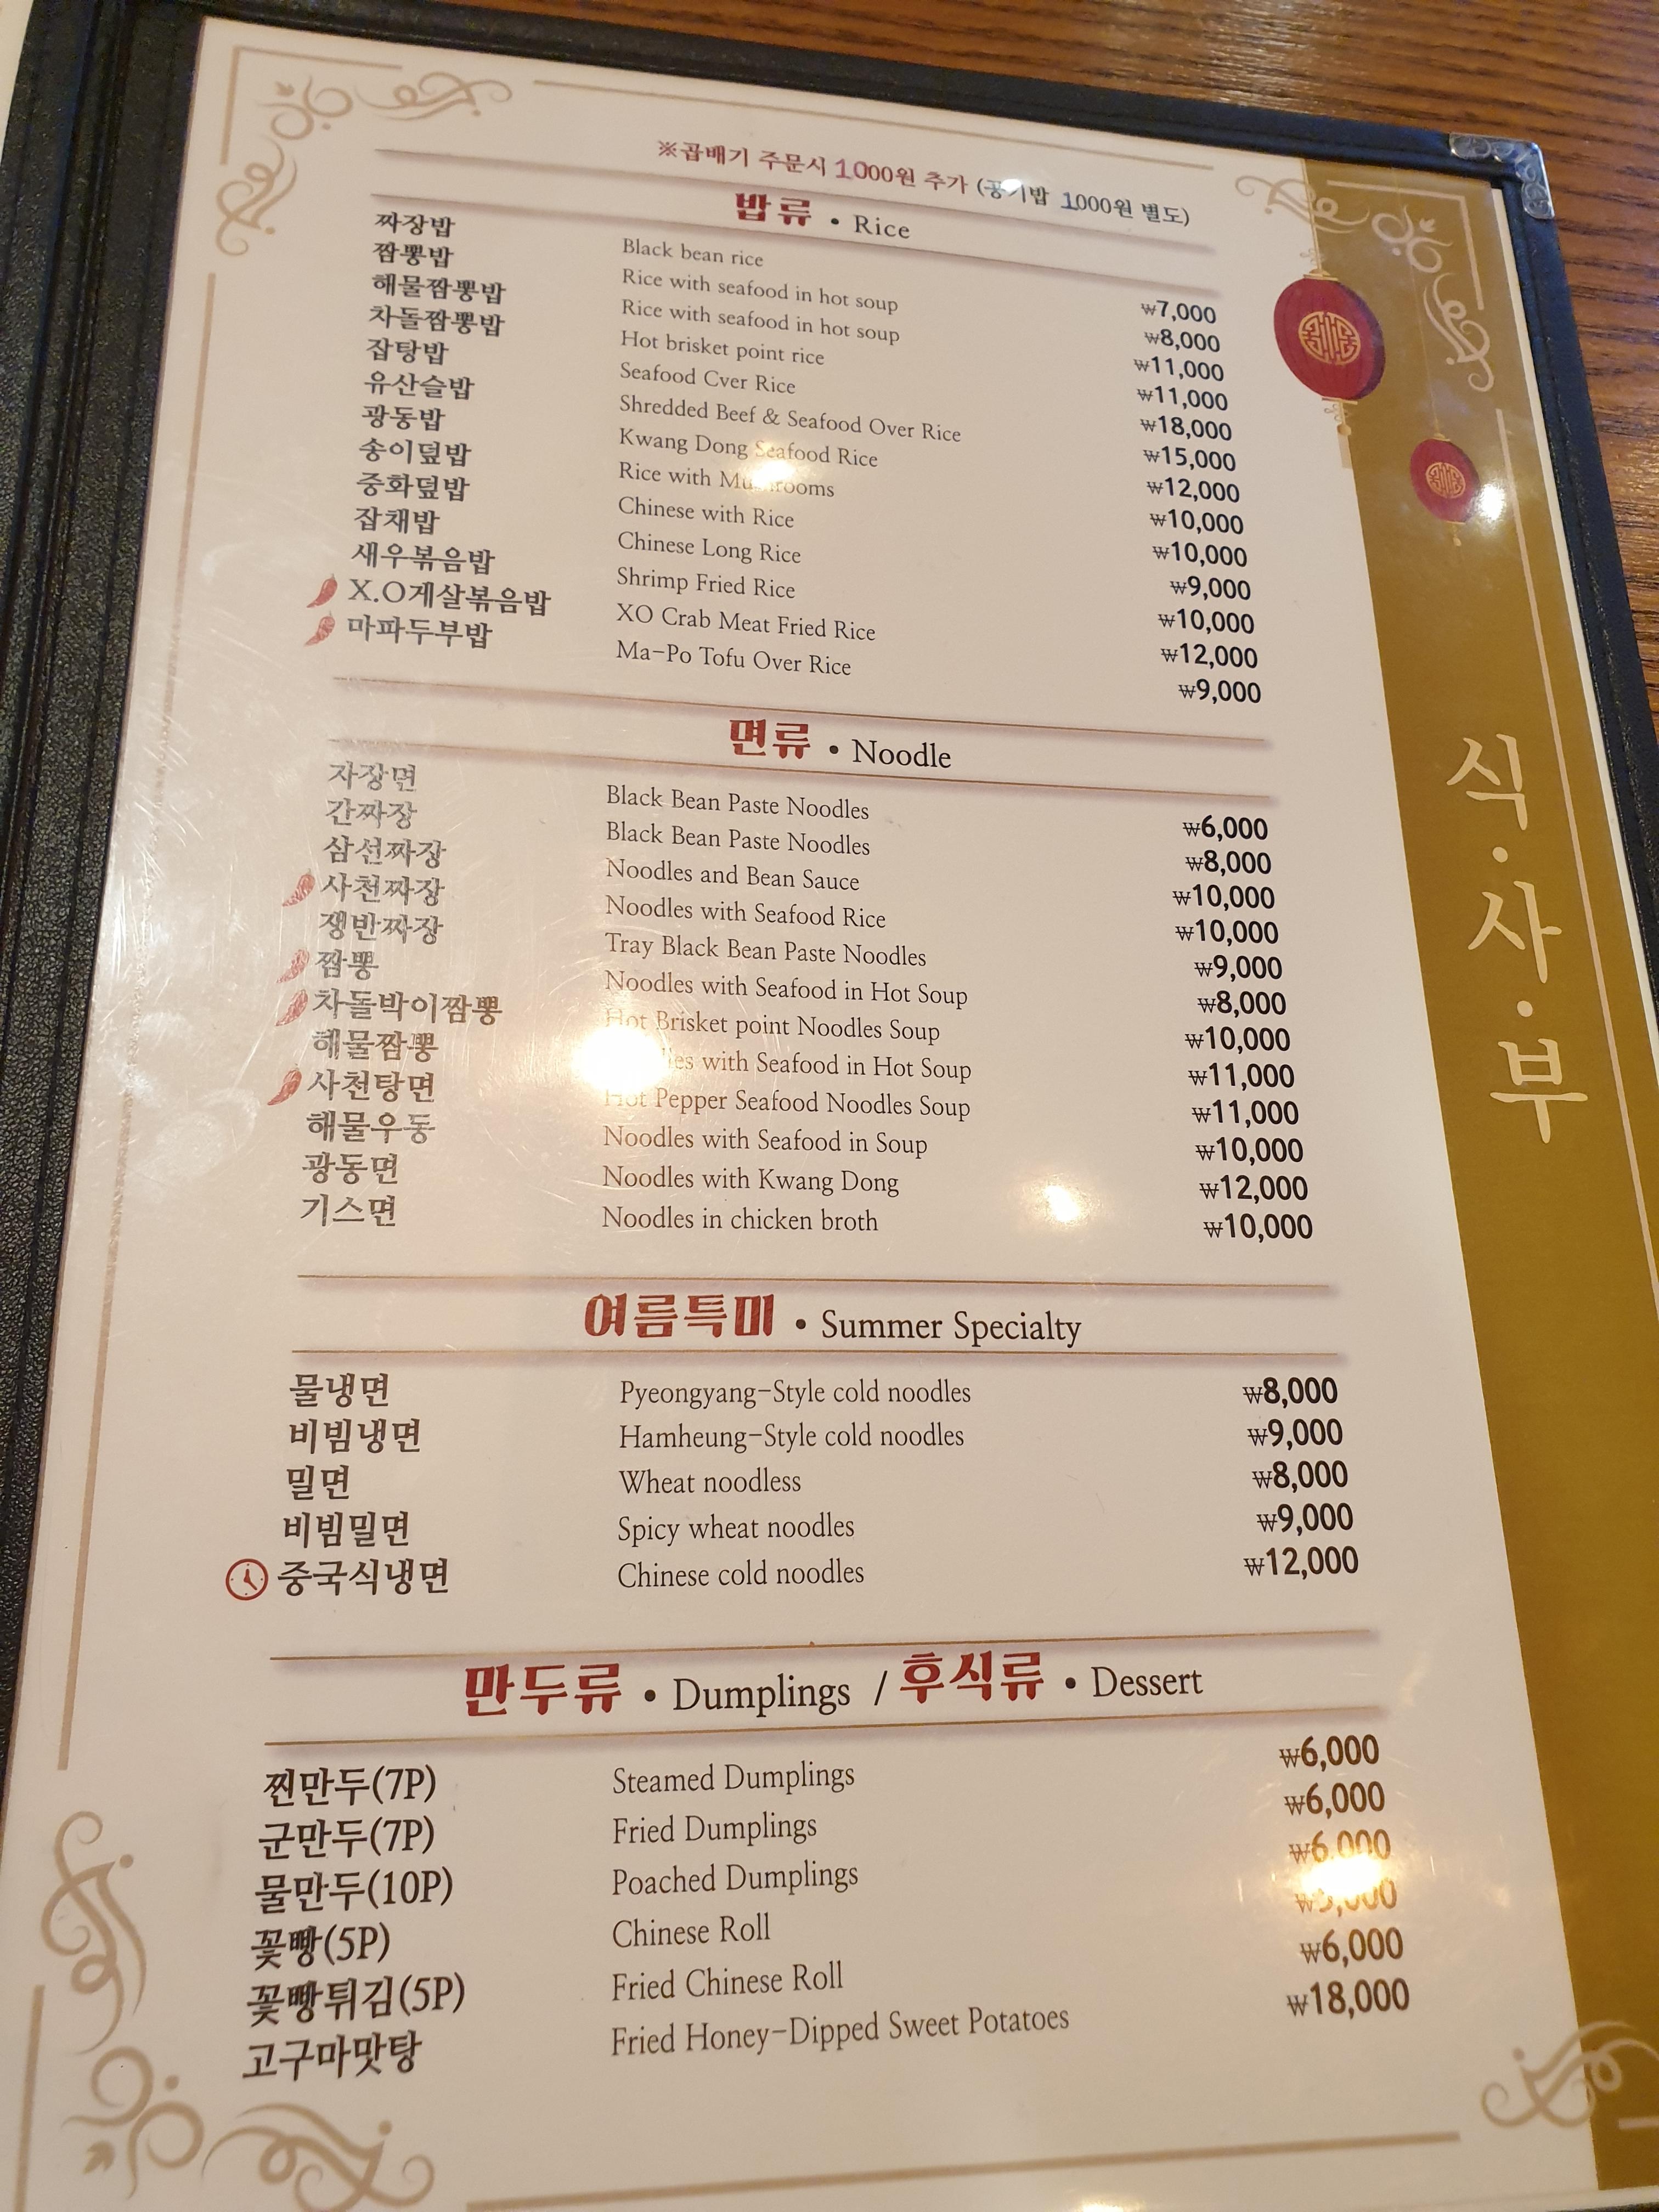 ※곱배기 주문시 1000원 추가 (공기밥 1000원 별도)
밥류 • Rice
짜장밥 Black bean rice ₩7,000
짬뽕밥 Rice with seafood in hot soup ₩8,000
해물짬뽕밥 Rice with seafood in hot soup ₩11,000
차돌짬뽕밥 Hot brisket point rice ₩11,000
잡탕밥 Seafood Cver Rice ₩18,000
유산슬밥 Shredded Beef & Seafood Over Rice ₩15,000
광동밥 Kwang Dong Seafood Rice ₩12,000
송이덮밥 Rice with Mushrooms ₩10,000
중화덮밥 Chinese with Rice ₩10,000
잡채밥 Chinese Long Rice ₩9,000
새우볶음밥 Shrimp Fried Rice ₩10,000
X.O게살볶음밥 XO Crab Meat Fried Rice ₩12,000
마파두부밥 Ma-Po Tofu Over Rice ₩9,000
면류 • Noodle
자장면 Black Bean Paste Noodles ₩6,000
간짜장 Black Bean Paste Noodles ₩8,000
삼선짜장 Noodles and Bean Sauce ₩10,000
사천짜장 Noodles with Seafood Rice ₩10,000
쟁반짜장 Tray Black Bean Paste Noodles ₩9,000
짬뽕 Noodles with Seafood in Hot Soup ₩8,000
차돌박이짬뽕 Hot Brisket point Noodles Soup ₩10,000
해물짬뽕 Noodles with Seafood in Hot Soup ₩11,000
사천탕면 Hot Pepper Seafood Noodles Soup ₩11,000
해물우동 Noodles with Seafood in Soup ₩10,000
광동면 Noodles with Kwang Dong ₩12,000
기스면 Noodles in chicken broth ₩10,000
여름특미 • Summer Specialty
물냉면 Pyeongyang-Style cold noodles ₩8,000
비빔냉면 Hamheung-Style cold noodles ₩9,000
밀면 Wheat noodless ₩8,000
비빔밀면 Spicy wheat noodles ₩9,000
중국식냉면 Chinese cold noodles ₩12,000
만두류 • Dumplings / 후식류 • Dessert
찐만두(7P) Steamed Dumplings ₩6,000
군만두(7P) Fried Dumplings ₩6,000
물만두(10P) Poached Dumplings ₩6,000
꽃빵(5P) Chinese Roll
꽃빵튀김(5P) Fried Chinese Roll ₩6,000
고구마맛탕 Fried Honey-Dipped Sweet Potatoes ₩18,000
식·사·부